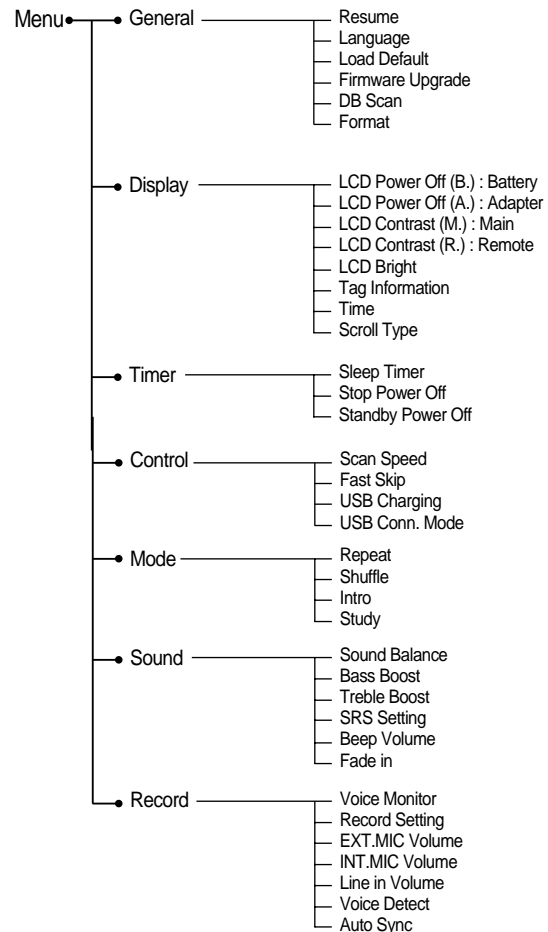 Menu
General
Resume
Language
Load Default
Firmware Upgrade
DB Scan
Format
Display
LCD Power Off (B.) : Battery
LCD Power Off (A.) : Adapter
LCD Contrast (M.) : Main
LCD Contrast (R.) : Remote
LCD Bright
Tag Information
Time
Scroll Type
Timer
Sleep Timer
Stop Power Off
Standby Power Off
Control
Scan Speed
Fast Skip
USB Charging
USB Conn. Mode
Mode
Repeat
Shuffle
Intro
Study
Sound
Sound Balance
Bass Boost
Treble Boost
SRS Setting
Beep Volume
Fade in
Record
Voice Monitor
Record Setting
EXT.MIC Volume
INT.MIC Volume
Line in Volume
Voice Detect
Auto Sync